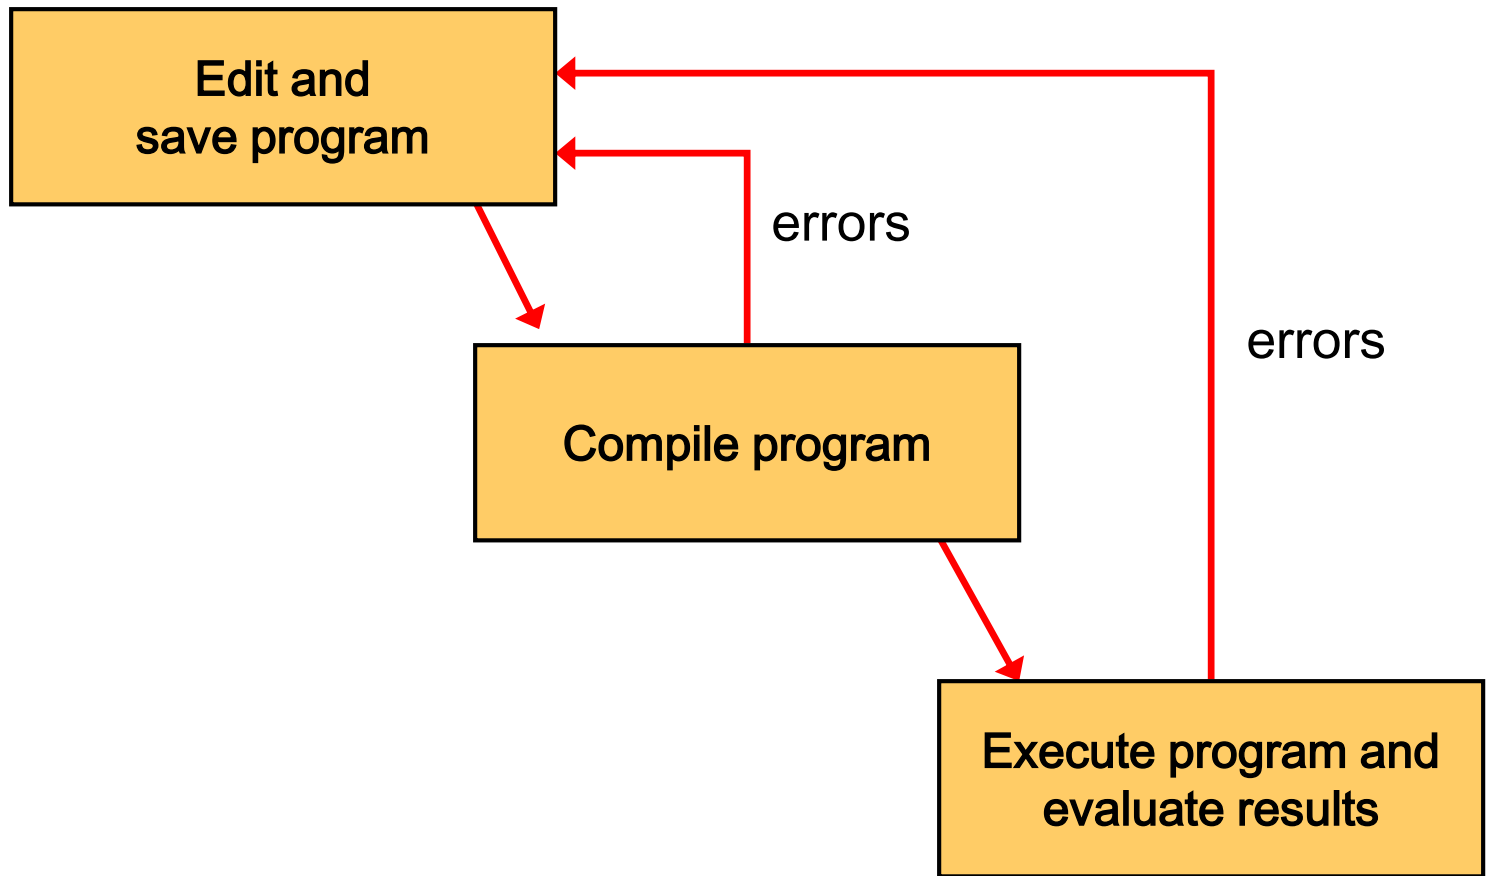 Edit and
save program
errors
errors
Compile program
Execute program and
evaluate results